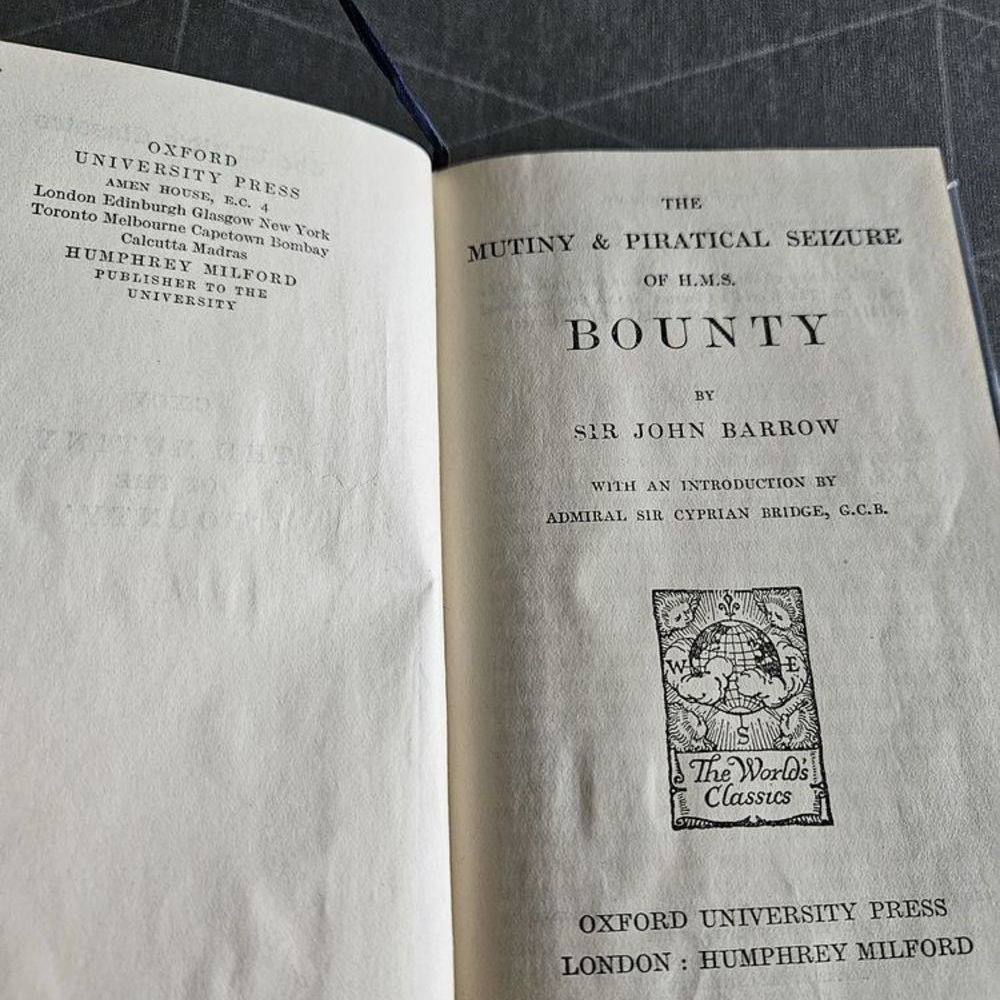 OXFORD
UNIVERSITY PRESS
AMEN HOUSE, E.C. 4
London Edinburgh Glasgow New York
Toronto Melbourne Capetown Bombay
Calcutta Madras
HUMPHREY MILFORD
PUBLISHER TO THE
UNIVERSITY
THE
MUTINY & PIRATICAL SEIZURE
OF H.M.S.
BOUNTY
BY
SIR JOHN BARROW
WITH AN INTRODUCTION BY
ADMIRAL SIR CYPRIAN BRIDGE, G.C.B.
W E
S
The World's
Classics
OXFORD UNIVERSITY PRESS
LONDON : HUMPHREY MILFORD